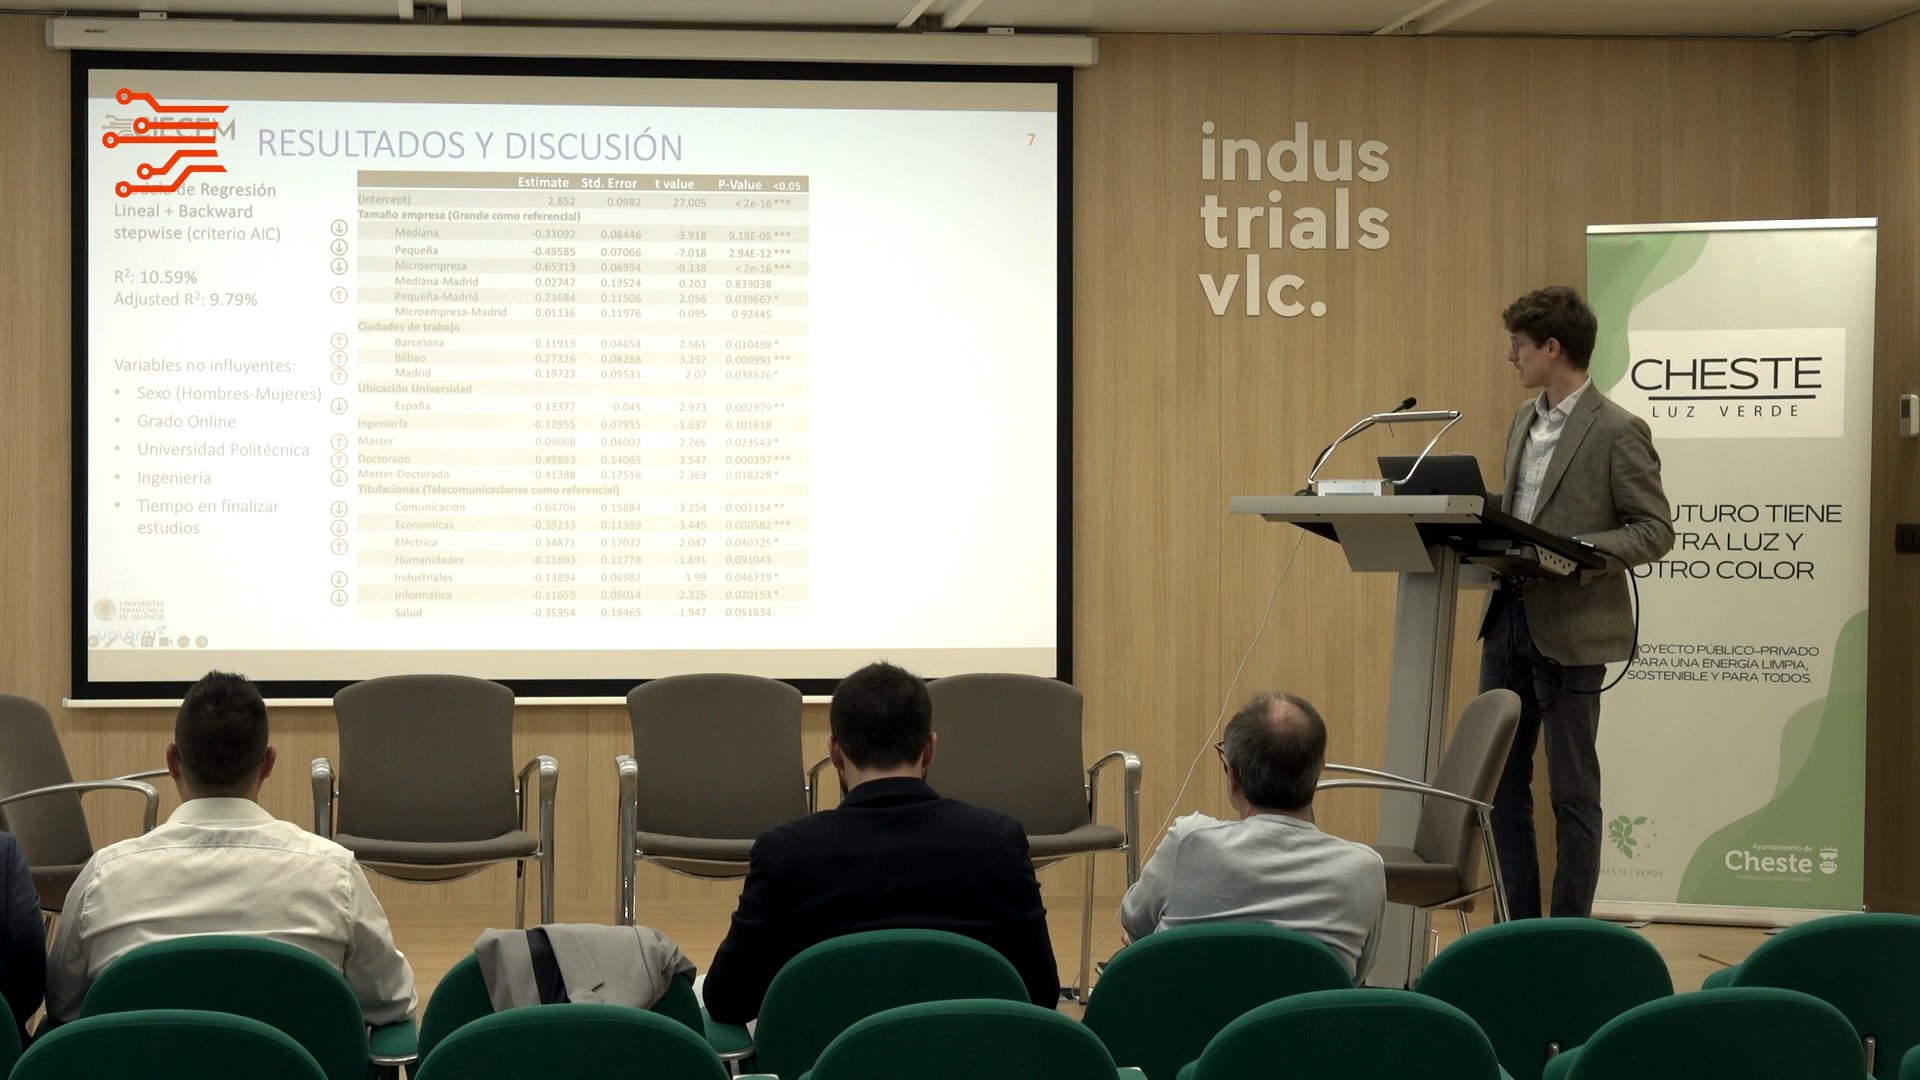 CIECEM
RESULTADOS Y DISCUSIÓN
7
Modelo de Regresión
Lineal + Backward
stepwise (criterio AIC)
R²: 10.59%
Adjusted R²: 9.79%
Variables no influyentes:
• Sexo (Hombres-Mujeres)
• Grado Online
• Universidad Politécnica
• Ingeniería
• Tiempo en finalizar
estudios
UNIVERSITAT
POLITÈCNICA
DE VALÈNCIA
Estimate Std. Error t value P-Value <0.05
(Intercept) 2.652 0.0982 27.005 < 2e-16 ***
Tamaño empresa (Grande como referencial)
Mediana -0.33092 0.08446 -3.918 9.18E-05 ***
Pequeña -0.49585 0.07066 -7.018 2.94E-12 ***
Microempresa -0.65313 0.06994 -9.338 < 2e-16 ***
Mediana-Madrid 0.02747 0.13524 0.203 0.839038
Pequeña-Madrid 0.23684 0.11506 2.058 0.039667 *
Microempresa-Madrid 0.01136 0.11976 0.095 0.92445
Ciudades de trabajo
Barcelona 0.11919 0.04654 2.561 0.010498 *
Bilbao 0.27326 0.08288 3.297 0.000991 ***
Madrid 0.19733 0.09531 2.07 0.038526 *
Ubicación Universidad
España -0.13377 0.045 -2.973 0.002979 **
Ingeniería -0.12955 0.07915 -1.637 0.101818
Master 0.09068 0.04002 2.266 0.023543 *
Doctorado 0.49893 0.14065 3.547 0.000397 ***
Master-Doctorado -0.41388 0.17518 -2.363 0.018228 *
Titulaciones (Telecomunicaciones como referencial)
Comunicación -0.64706 0.19884 -3.254 0.001154 **
Economicas -0.39233 0.11389 -3.445 0.000582 ***
Eléctrica 0.34871 0.17032 2.047 0.040725 *
Humanidades -0.21603 0.12778 -1.691 0.091043 .
Industriales -0.13894 0.06982 -1.99 0.046719 *
Informática -0.11659 0.05014 -2.325 0.020153 *
Salud -0.35954 0.18465 -1.947 0.051634 .
indus
trials
vlc.
CHESTE
LUZ VERDE
UTURO TIENE
TRA LUZ Y
OTRO COLOR
OYECTO PÚBLICO-PRIVADO
PARA UNA ENERGÍA LIMPIA,
SOSTENIBLE Y PARA TODOS.
HESTE | VERDE
Ayuntamiento de
Cheste